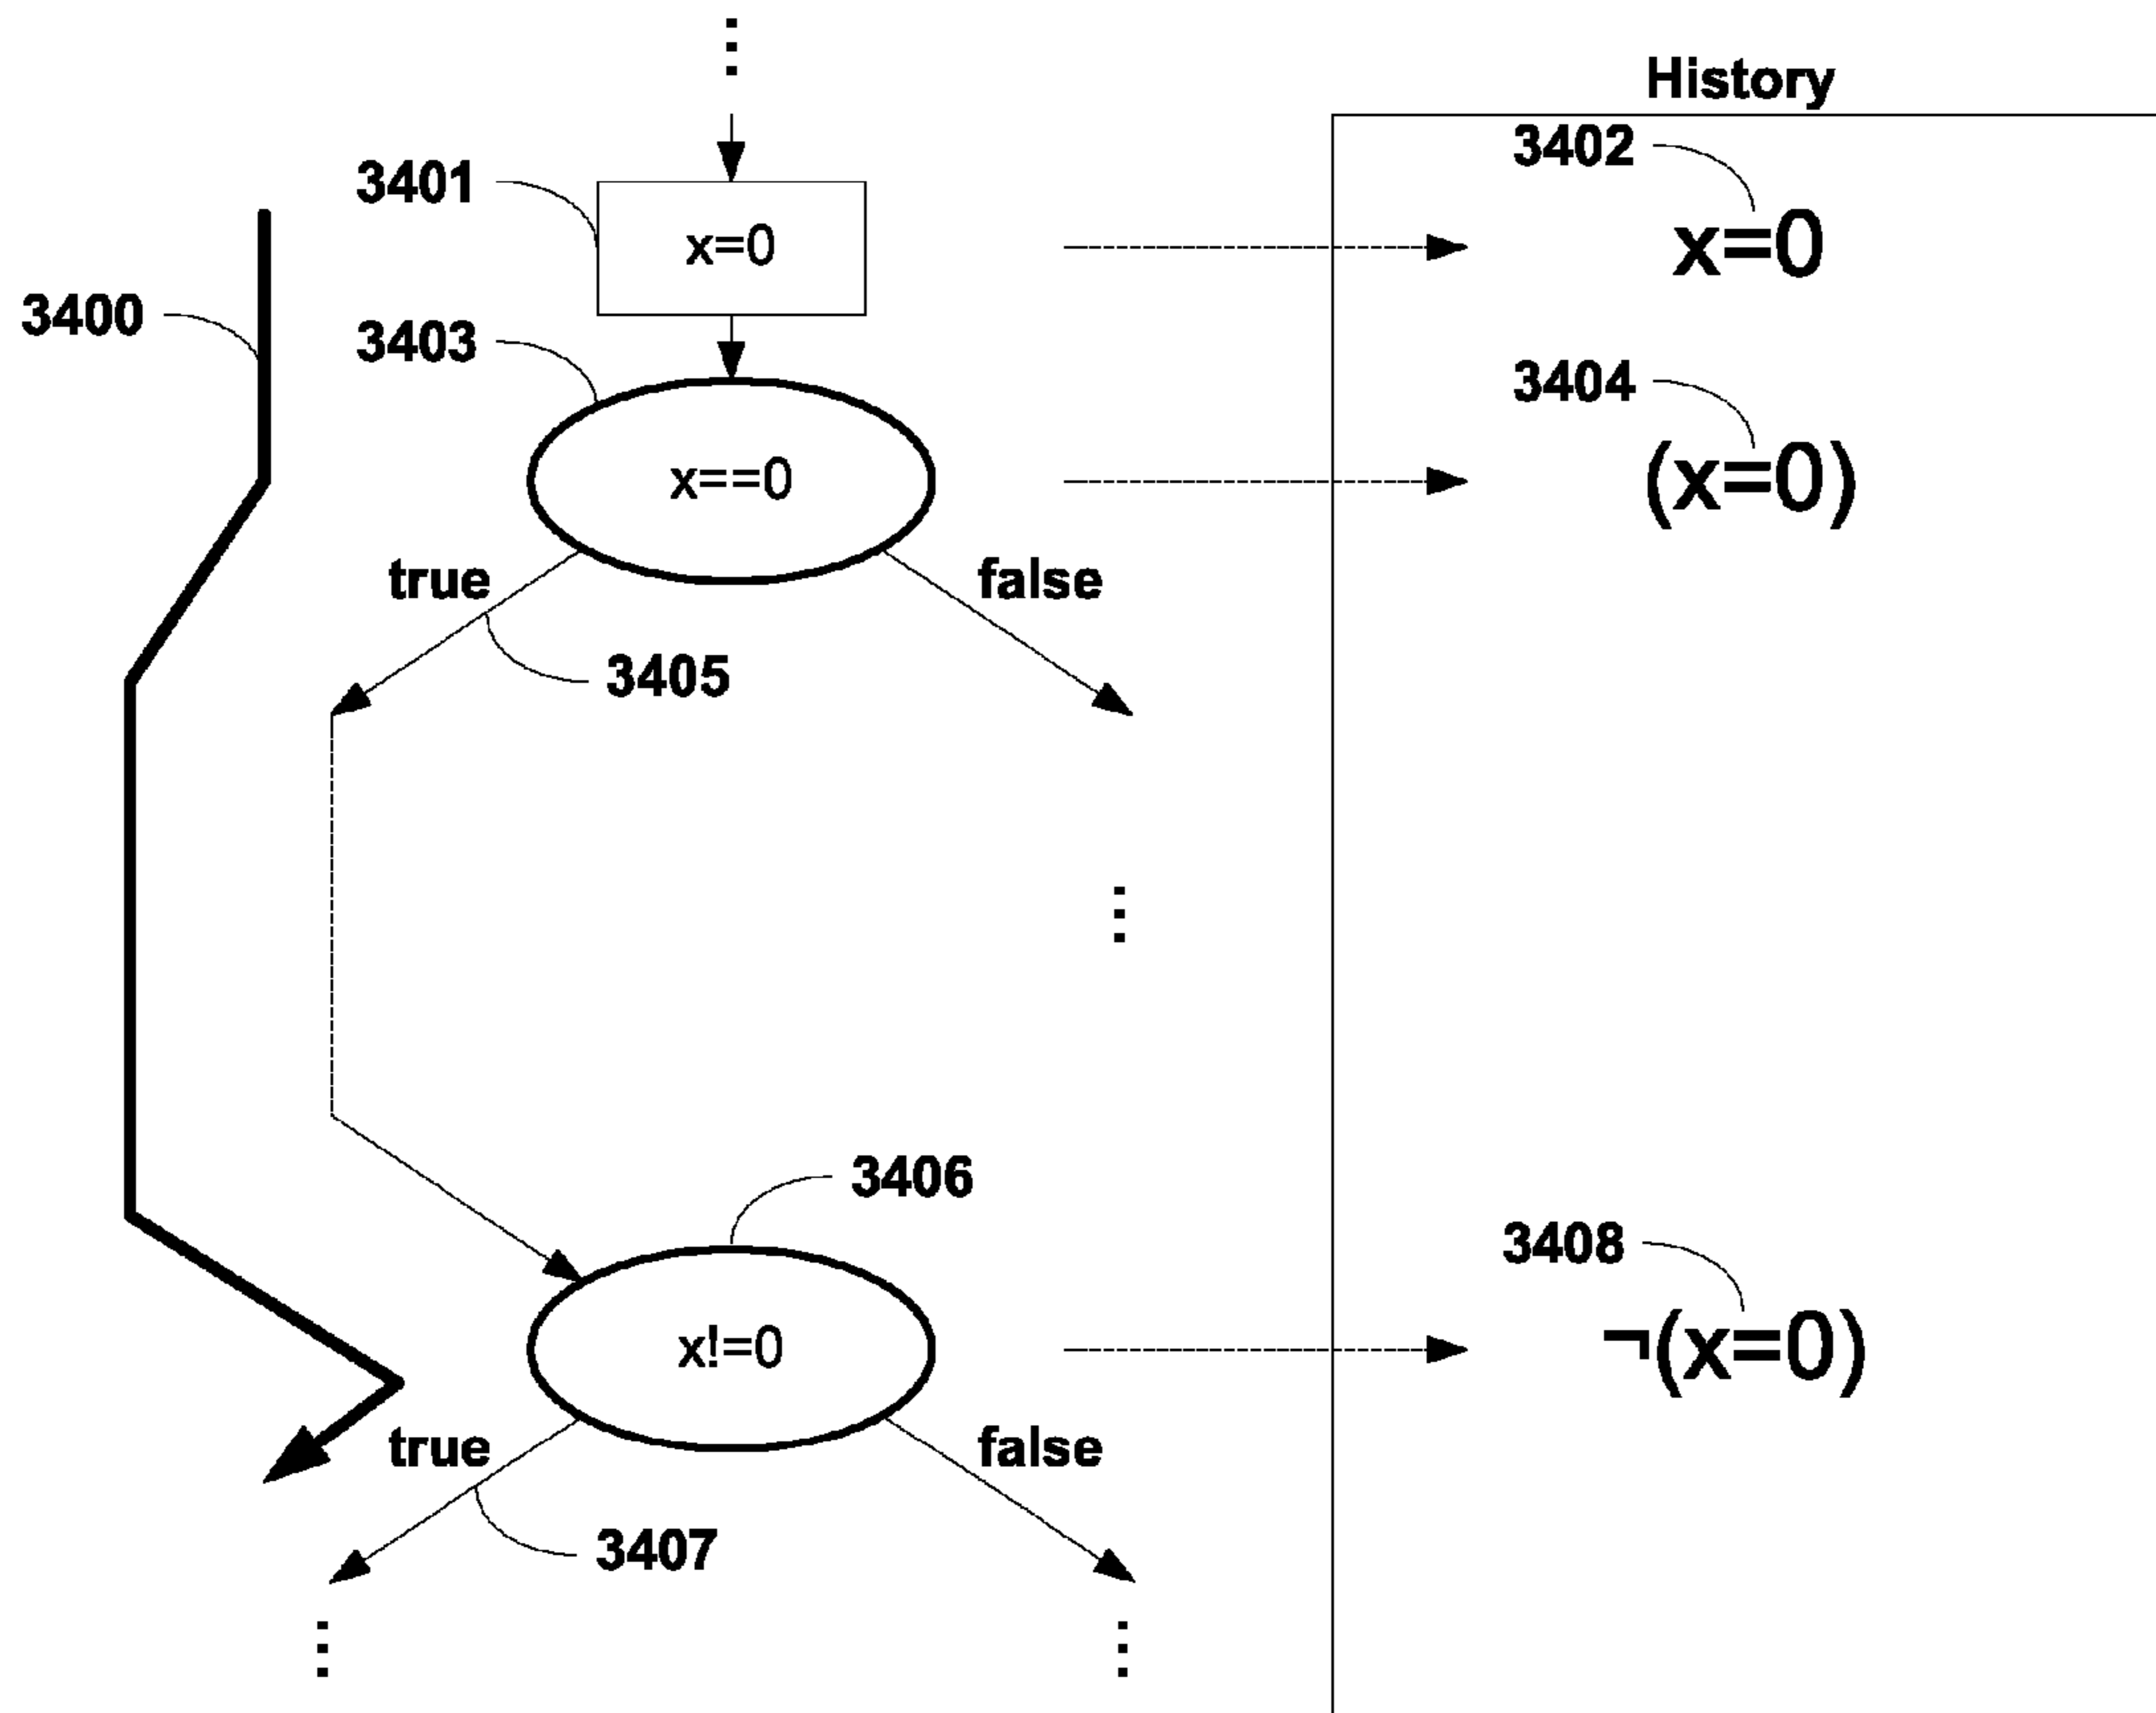 History
3402
3401
x=0
x=0
3400
3403
3404
x==0
(x=0)
true
false
3405
3406
3408
x!=0
¬(x=0)
true
false
3407